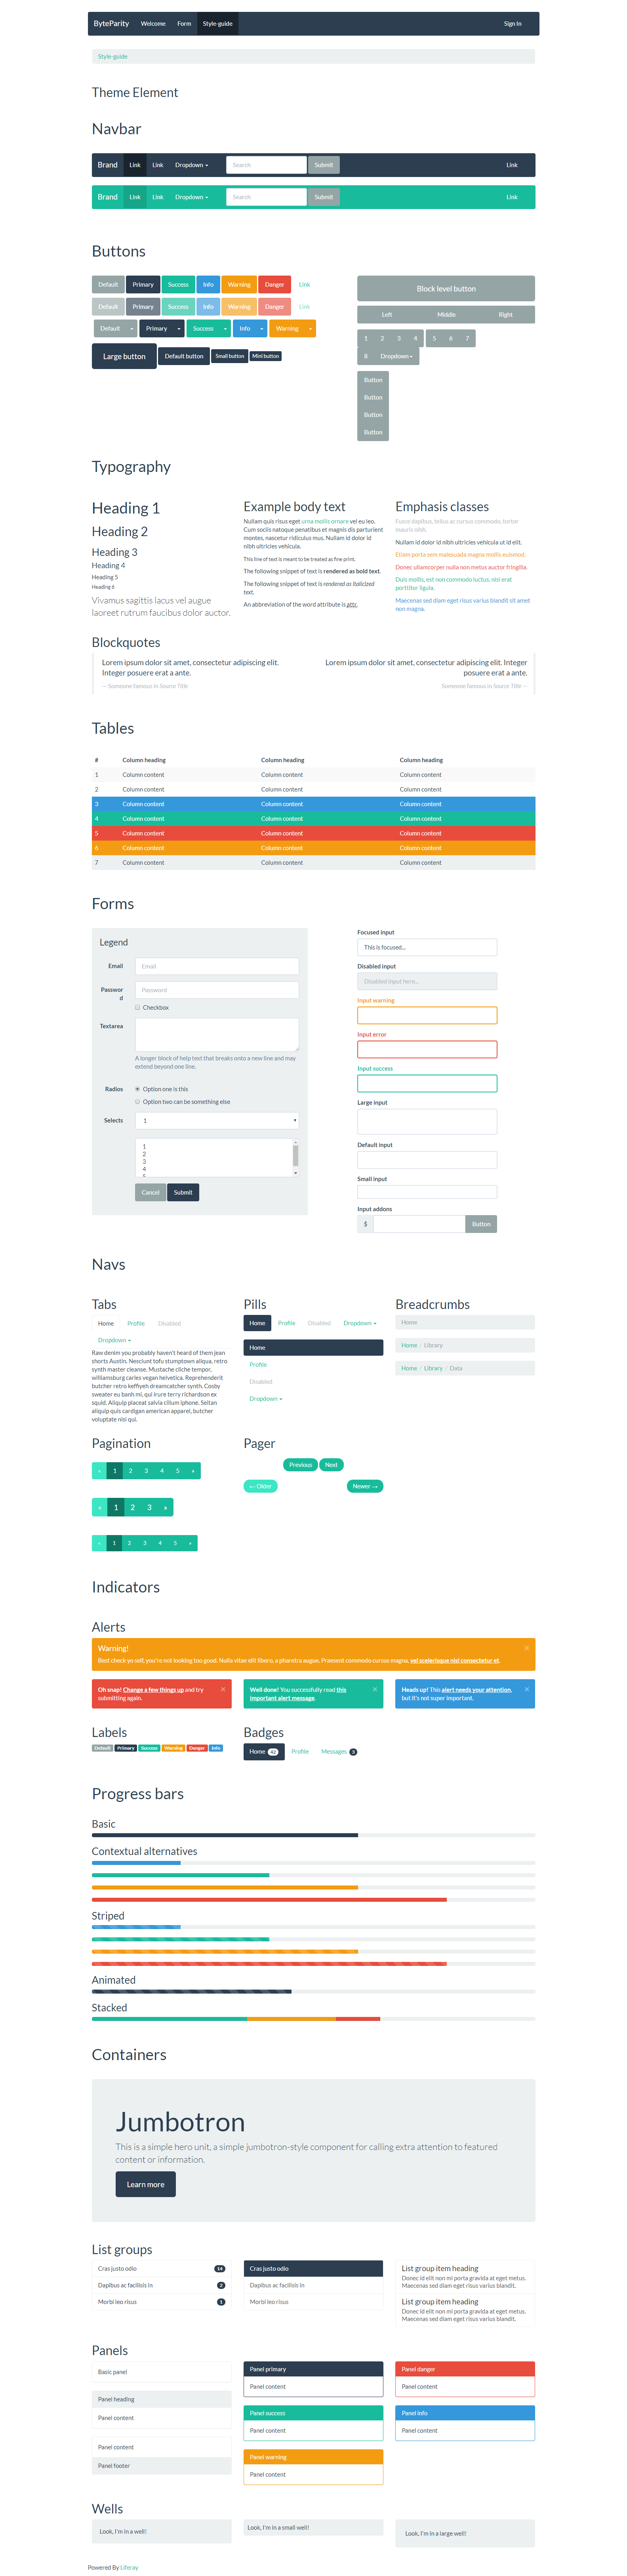 ByteParity Welcome Form Style-guide Sign In
Style-guide
Theme Element
Navbar
Brand Link Link Dropdown Search Submit Link
Brand Link Link Dropdown Search Submit Link
Buttons
Default Primary Success Info Warning Danger Link
Default Primary Success Info Warning Danger Link
Default Primary Success Info Warning
Large button Default button Small button Mini button
Block level button
Left Middle Right
1 2 3 4 5 6 7
8 Dropdown
Button
Button
Button
Button
Typography
Heading 1
Heading 2
Heading 3
Heading 4
Heading 5
Heading 6
Vivamus sagittis lacus vel augue
laoreet rutrum faucibus dolor auctor.
Example body text
Nullam quis risus eget urna mollis ornare vel eu leo.
Cum sociis natoque penatibus et magnis dis parturient
montes, nascetur ridiculus mus. Nullam id dolor id
nibh ultricies vehicula.
This line of text is meant to be treated as fine print.
The following snippet of text is rendered as bold text.
The following snippet of text is rendered as italicized
text.
An abbreviation of the word attribute is attr.
Emphasis classes
Fusce dapibus, tellus ac cursus commodo, tortor
mauris nibh.
Nullam id dolor id nibh ultricies vehicula ut id elit.
Etiam porta sem malesuada magna mollis euismod.
Donec ullamcorper nulla non metus auctor fringilla.
Duis mollis, est non commodo luctus, nisi erat
porttitor ligula.
Maecenas sed diam eget risus varius blandit sit amet
non magna.
Blockquotes
Lorem ipsum dolor sit amet, consectetur adipiscing elit.
Integer posuere erat a ante.
— Someone famous in Source Title
Lorem ipsum dolor sit amet, consectetur adipiscing elit. Integer
posuere erat a ante.
Someone famous in Source Title —
Tables
# Column heading Column heading Column heading
1 Column content Column content Column content
2 Column content Column content Column content
3 Column content Column content Column content
4 Column content Column content Column content
5 Column content Column content Column content
6 Column content Column content Column content
7 Column content Column content Column content
Forms
Legend
Email Email
Passwor
d
Password
Checkbox
Textarea
A longer block of help text that breaks onto a new line and may
extend beyond one line.
Radios Option one is this
Option two can be something else
Selects 1
1
2
3
4
5
Cancel Submit
Focused input
This is focused...
Disabled input
Disabled input here...
Input warning
Input error
Input success
Large input
Default input
Small input
Input addons
$ Button
Navs
Tabs
Home Profile Disabled
Dropdown
Raw denim you probably haven't heard of them jean
shorts Austin. Nesciunt tofu stumptown aliqua, retro
synth master cleanse. Mustache cliche tempor,
williamsburg carles vegan helvetica. Reprehenderit
butcher retro keffiyeh dreamcatcher synth. Cosby
sweater eu banh mi, qui irure terry richardson ex
squid. Aliquip placeat salvia cillum iphone. Seitan
aliquip quis cardigan american apparel, butcher
voluptate nisi qui.
Pills
Home Profile Disabled Dropdown
Home
Profile
Disabled
Dropdown
Breadcrumbs
Home
Home / Library
Home / Library / Data
Pagination
« 1 2 3 4 5 »
« 1 2 3 »
« 1 2 3 4 5 »
Pager
Previous Next
← Older Newer →
Indicators
Alerts
Warning! ×
Best check yo self, you're not looking too good. Nulla vitae elit libero, a pharetra augue. Praesent commodo cursus magna, vel scelerisque nisl consectetur et.
Oh snap! Change a few things up and try ×
submitting again.
Well done! You successfully read this ×
important alert message.
Heads up! This alert needs your attention, ×
but it's not super important.
Labels
Default Primary Success Warning Danger Info
Badges
Home 42 Profile Messages 3
Progress bars
Basic
Contextual alternatives
Striped
Animated
Stacked
Containers
Jumbotron
This is a simple hero unit, a simple jumbotron-style component for calling extra attention to featured
content or information.
Learn more
List groups
Cras justo odio 14
Dapibus ac facilisis in 2
Morbi leo risus 1
Cras justo odio
Dapibus ac facilisis in
Morbi leo risus
List group item heading
Donec id elit non mi porta gravida at eget metus.
Maecenas sed diam eget risus varius blandit.
List group item heading
Donec id elit non mi porta gravida at eget metus.
Maecenas sed diam eget risus varius blandit.
Panels
Basic panel
Panel heading
Panel content
Panel content
Panel footer
Panel primary
Panel content
Panel success
Panel content
Panel warning
Panel content
Panel danger
Panel content
Panel info
Panel content
Wells
Look, I'm in a well!
Look, I'm in a small well!
Look, I'm in a large well!
Powered By Liferay